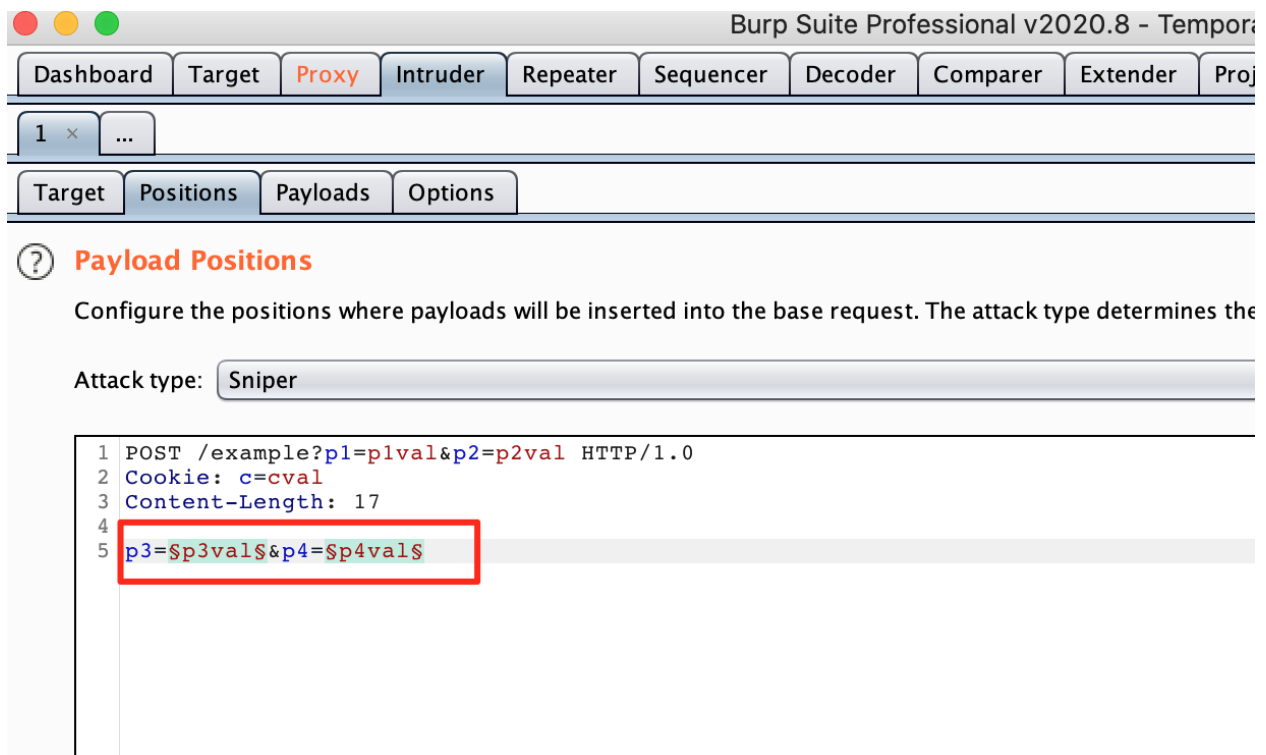 Burp Suite Professional v2020.8 - Tempora
Dashboard Target Proxy Intruder Repeater Sequencer Decoder Comparer Extender Proj
1 × ...
Target Positions Payloads Options
? Payload Positions
Configure the positions where payloads will be inserted into the base request. The attack type determines the
Attack type: Sniper
1 POST /example?p1=p1val&p2=p2val HTTP/1.0
2 Cookie: c=cval
3 Content-Length: 17
4
5 p3=§p3val§&p4=§p4val§